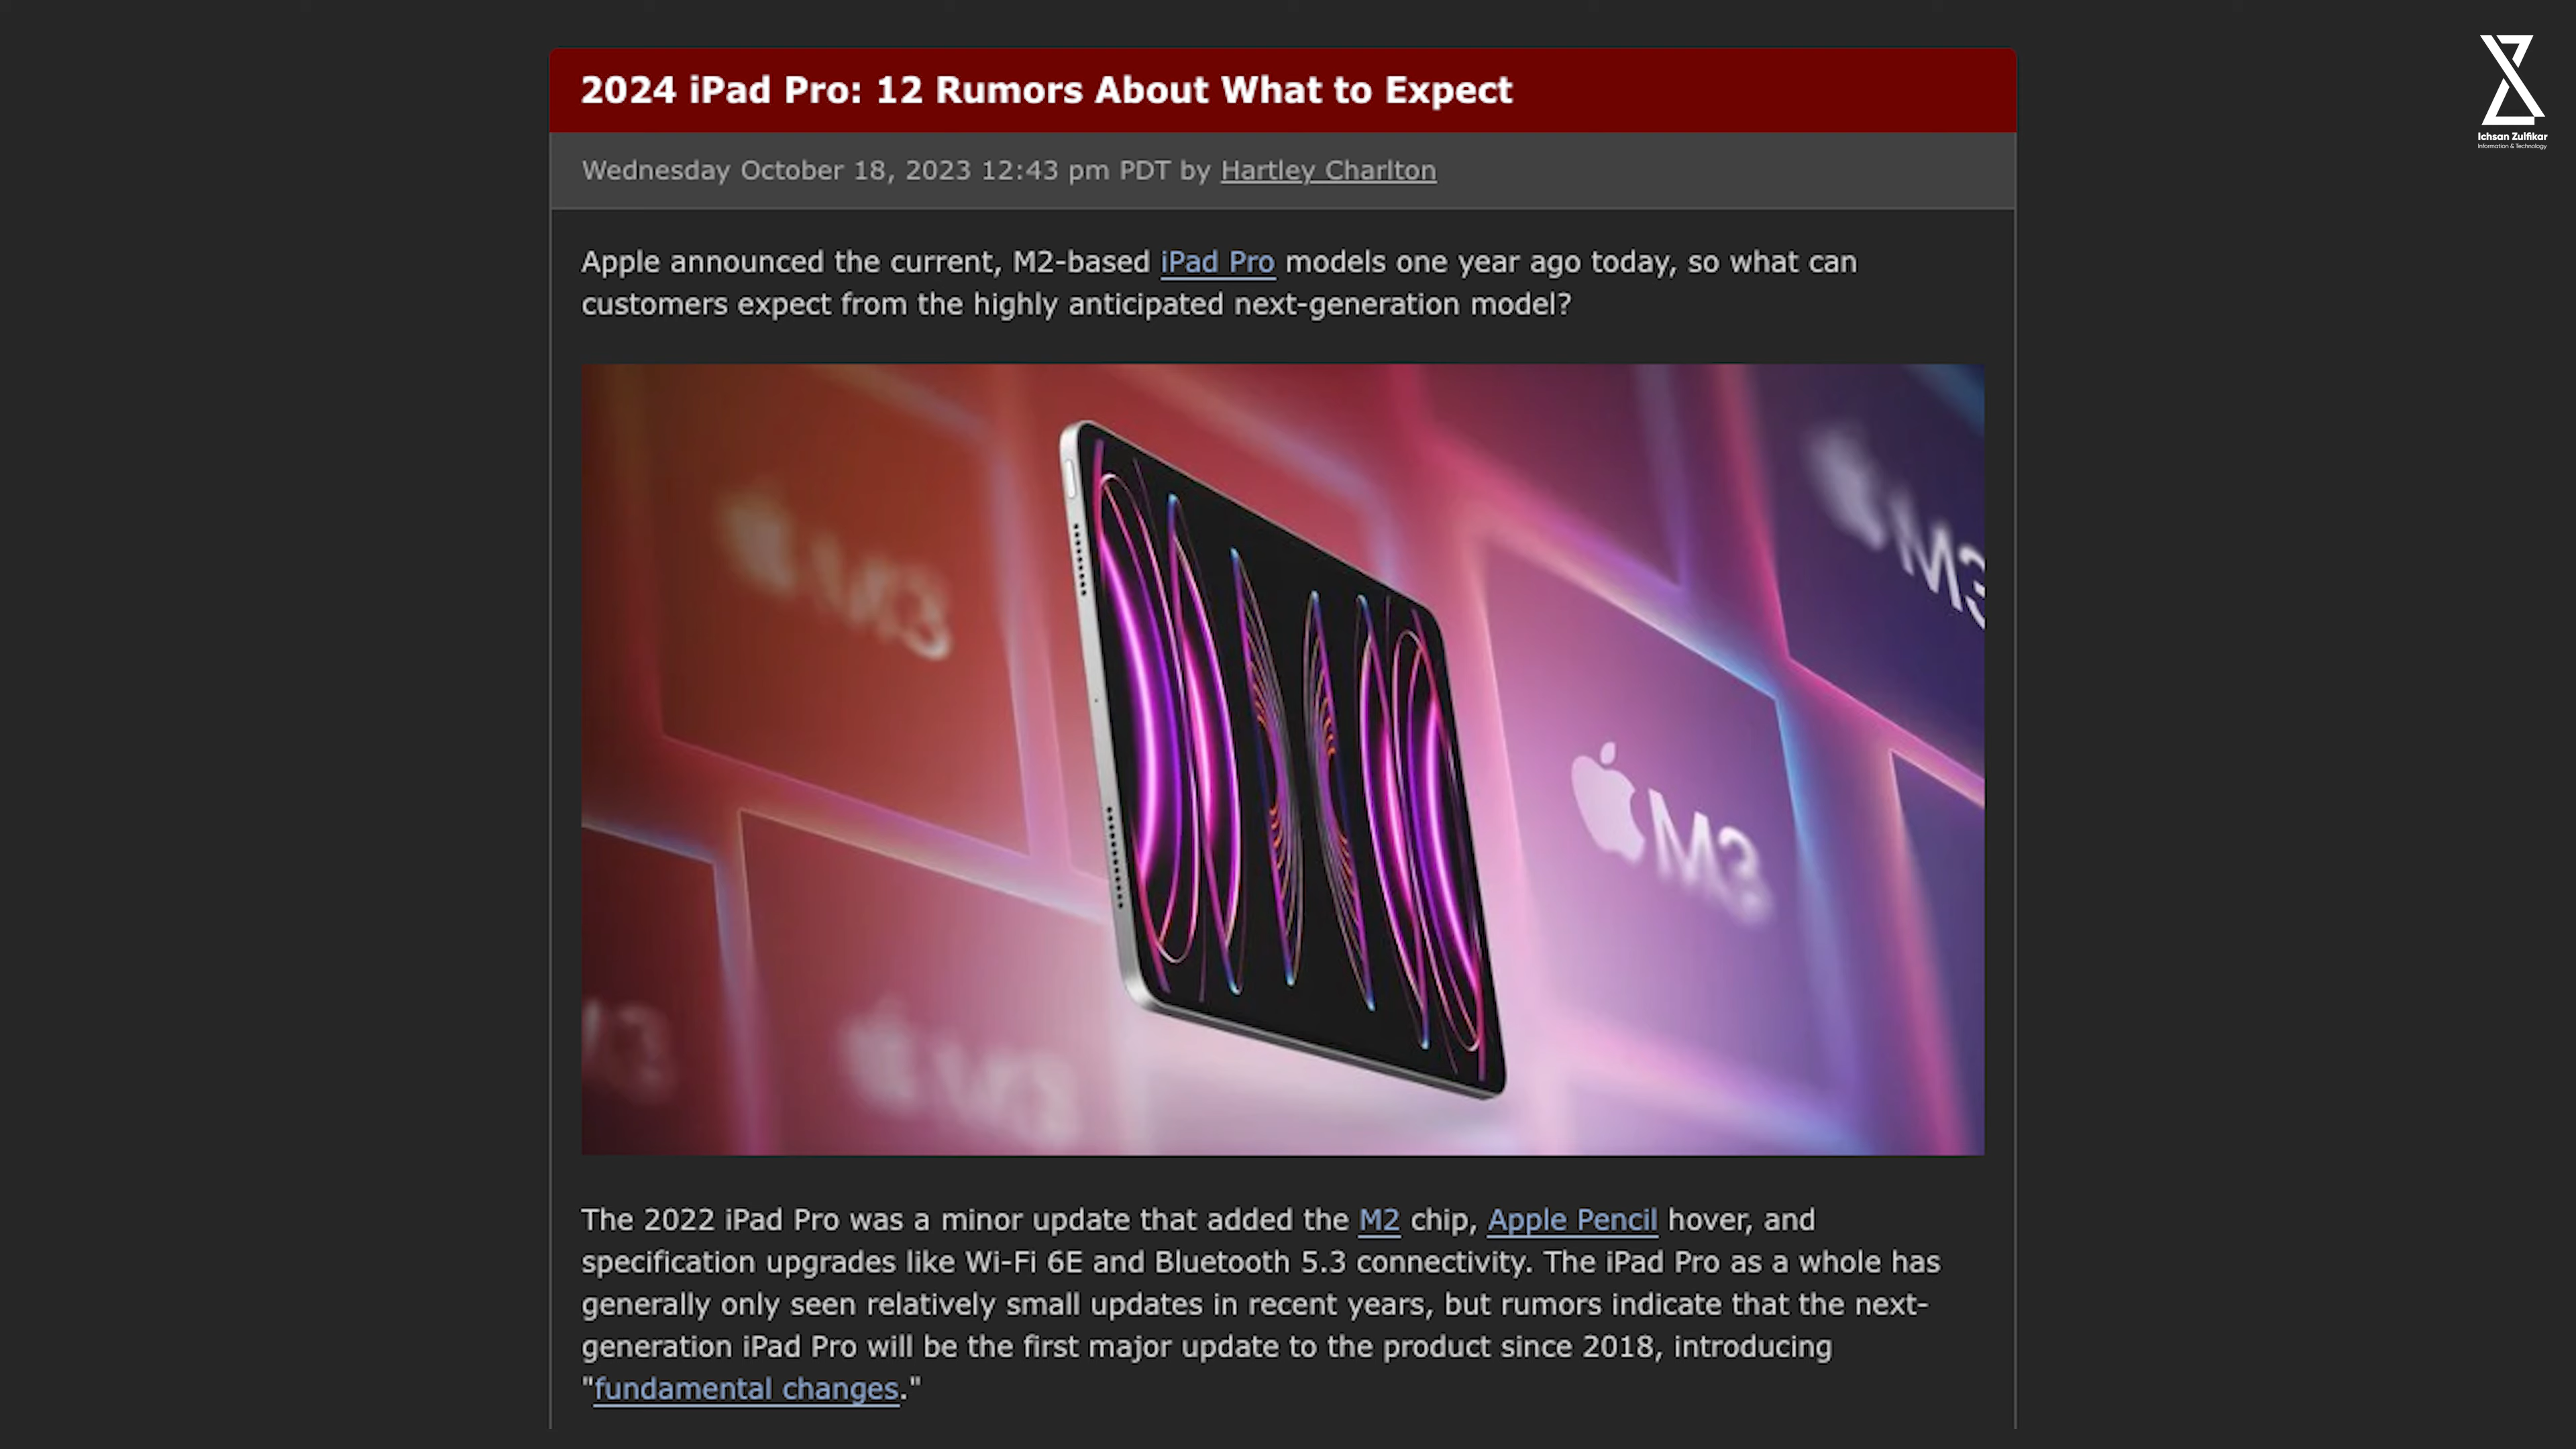 2024 iPad Pro: 12 Rumors About What to Expect
Ichsan Zulfikar
Information & Technology
Wednesday October 18, 2023 12:43 pm PDT by Hartley Charlton
Apple announced the current, M2-based iPad Pro models one year ago today, so what can
customers expect from the highly anticipated next-generation model?
M3
M3
M3
M3
M3
The 2022 iPad Pro was a minor update that added the M2 chip, Apple Pencil hover, and
specification upgrades like Wi-Fi 6E and Bluetooth 5.3 connectivity. The iPad Pro as a whole has
generally only seen relatively small updates in recent years, but rumors indicate that the next-
generation iPad Pro will be the first major update to the product since 2018, introducing
"fundamental changes."